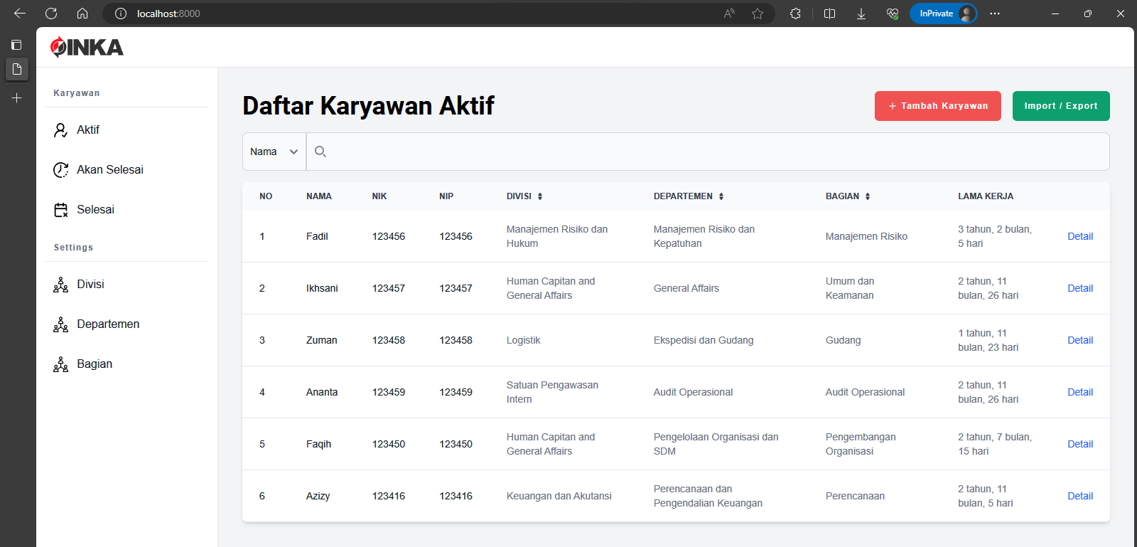 localhost:8000
InPrivate
INKA
Karyawan
Aktif
Akan Selesai
Selesai
Settings
Divisi
Departemen
Bagian
Daftar Karyawan Aktif
+ Tambah Karyawan
Import / Export
Nama
NO NAMA NIK NIP DIVISI DEPARTEMEN BAGIAN LAMA KERJA
1 Fadil 123456 123456 Manajemen Risiko dan Manajemen Risiko dan Manajemen Risiko 3 tahun, 2 bulan, Detail
Hukum Kepatuhan 5 hari
2 Ikhsani 123457 123457 Human Capitan and General Affairs Umum dan 2 tahun, 11 Detail
General Affairs Keamanan bulan, 26 hari
3 Zuman 123458 123458 Logistik Ekspedisi dan Gudang Gudang 1 tahun, 11 Detail
bulan, 23 hari
4 Ananta 123459 123459 Satuan Pengawasan Audit Operasional Audit Operasional 2 tahun, 11 Detail
Intern bulan, 26 hari
5 Faqih 123450 123450 Human Capitan and Pengelolaan Organisasi dan Pengembangan 2 tahun, 7 bulan, Detail
General Affairs SDM Organisasi 15 hari
6 Azizy 123416 123416 Keuangan dan Akutansi Perencanaan dan Perencanaan 2 tahun, 11 Detail
Pengendalian Keuangan bulan, 5 hari